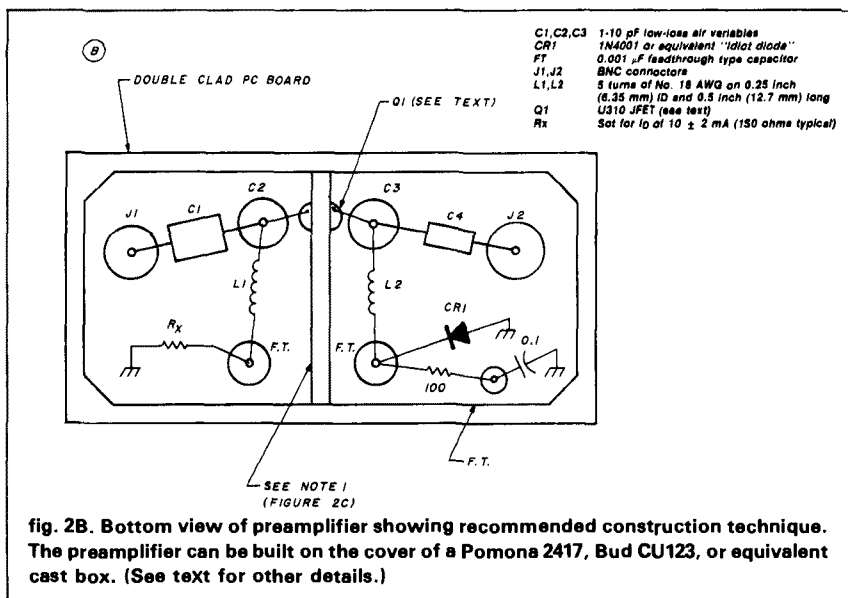 C1,C2,C3 1-10 pF low-loss air variables
CR1 1N4001 or equivalent "idiot diode"
FT 0.001 µF feedthrough type capacitor
J1,J2 BNC connectors
L1,L2 5 turns of No. 18 AWG on 0.25 inch
(6.35 mm) ID and 0.5 inch (12.7 mm) long
Q1 U310 JFET (see text)
Rx Set for ID of 10 ± 2 mA (150 ohms typical)
B
DOUBLE CLAD PC BOARD
Q1 (SEE TEXT)
C2
C3
J1
C1
C4
J2
L1
L2
CR1
RX
F.T.
F.T.
0.1
100
F.T.
SEE NOTE 1
(FIGURE 2C)
fig. 2B. Bottom view of preamplifier showing recommended construction technique.
The preamplifier can be built on the cover of a Pomona 2417, Bud CU123, or equivalent
cast box. (See text for other details.)